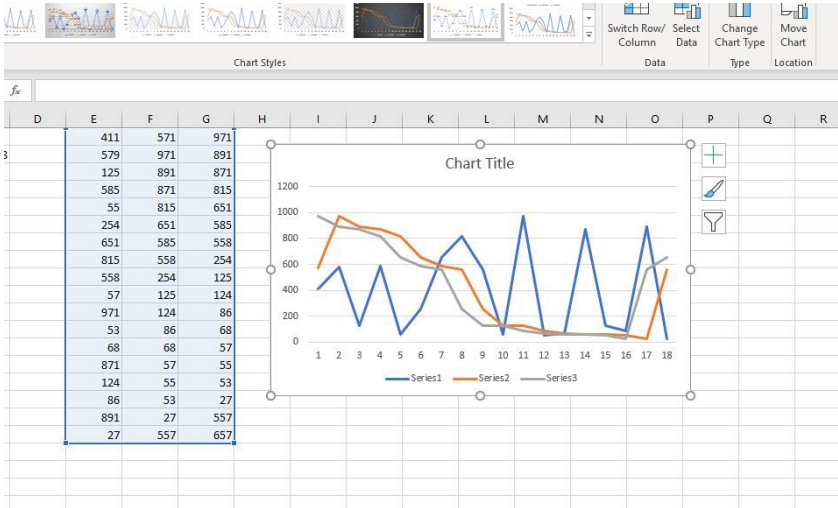 Switch Row/ Select Change Move
Column Data Chart Type Chart
Chart Styles Data Type Location
fx
D E F G H I J K L M N O P Q R
411 571 971
579 971 891
125 891 871
585 871 815
55 815 651
254 651 585
651 585 558
815 558 254
558 254 125
57 125 124
971 124 86
53 86 68
68 68 57
871 57 55
124 55 53
86 53 27
891 27 557
27 557 657
Chart Title
1200
1000
800
600
400
200
0
1 2 3 4 5 6 7 8 9 10 11 12 13 14 15 16 17 18
Series1 Series2 Series3